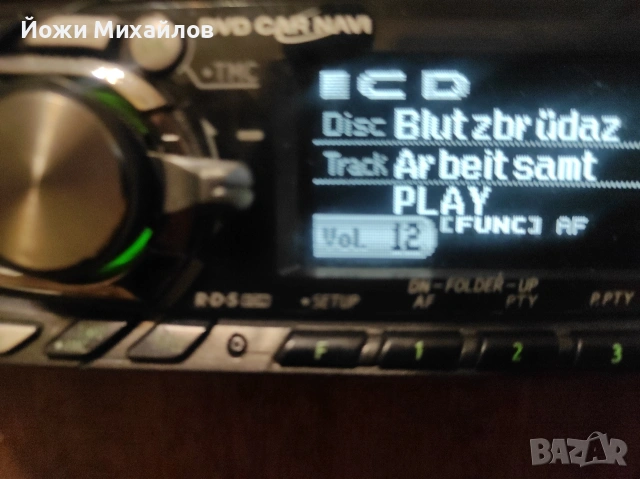 Йожи Михайлов
DVD CAR NAVI
•TMC
CD
Disc Blutzbrüdaz
Track Arbeitsamt
PLAY
[FUNC] AF
Vol 12
R·D·S
•SETUP
DN-FOLDER-UP
AF
PTY
P.PTY
F
1
2
3
BAZAR